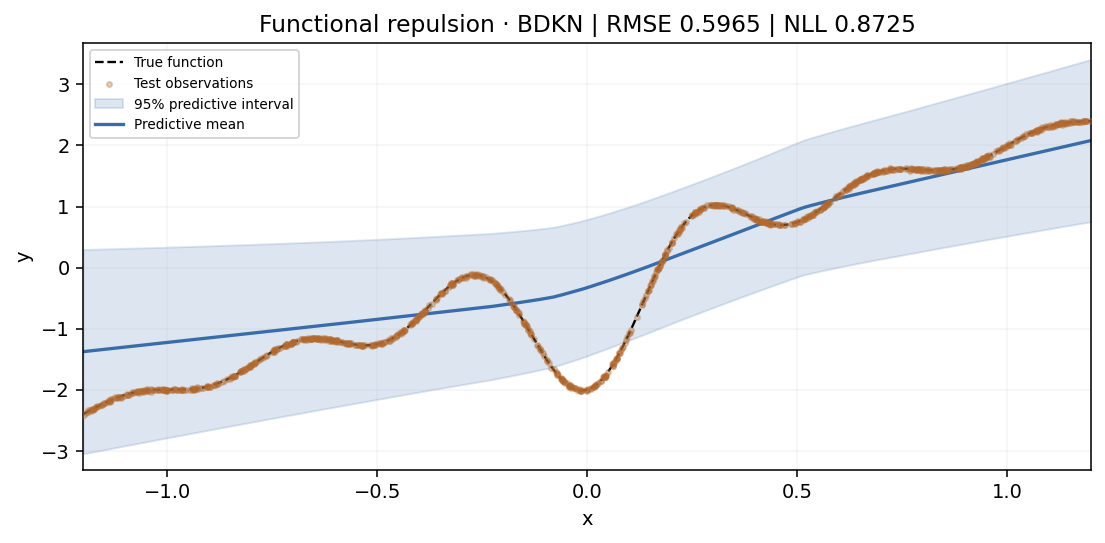 Functional repulsion · BDKN | RMSE 0.5965 | NLL 0.8725
True function
Test observations
95% predictive interval
Predictive mean
y
3
2
1
0
−1
−2
−3
−1.0 −0.5 0.0 0.5 1.0
x